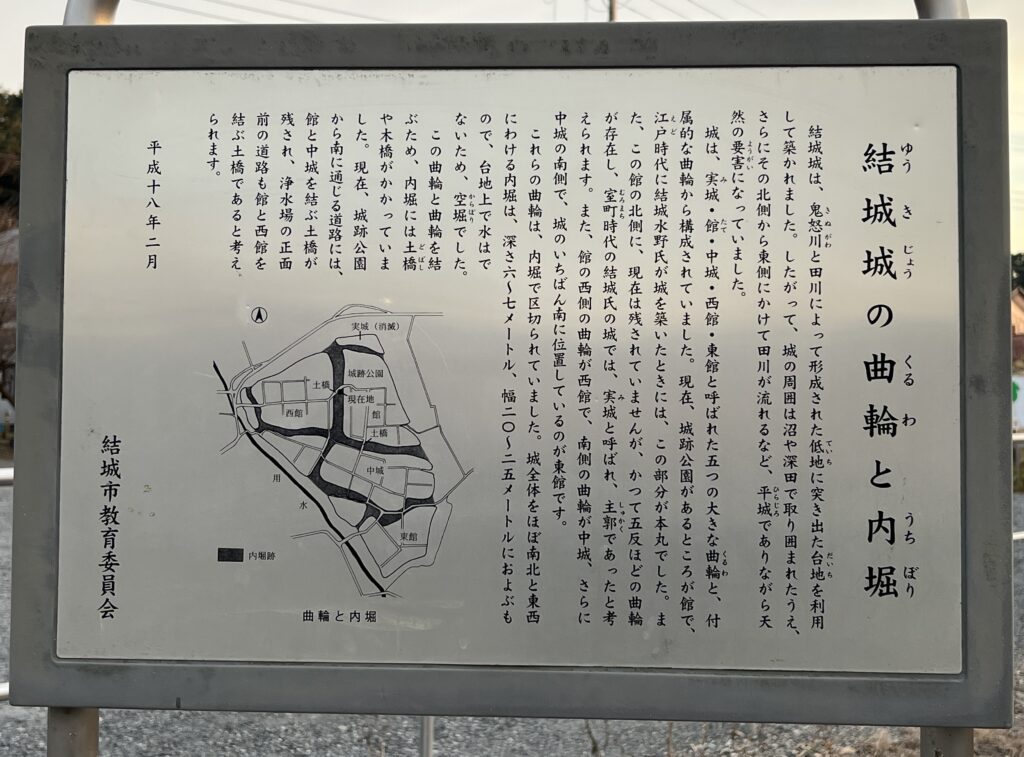 結城城の曲輪と内堀
ゆうきじょう くるわ うちぼり
結城城は、鬼怒川と田川によって形成された低地に突き出た台地を利用
して築かれました。したがって、城の周囲は沼や深田で取り囲まれたうえ、
さらにその北側から東側にかけて田川が流れるなど、平城でありながら天
然の要害になっていました。
城は、実城・館・中城・西館・東館と呼ばれた五つの大きな曲輪と、付
属的な曲輪から構成されていました。現在、城跡公園があるところが館で、
江戸時代に結城水野氏が城を築いたときには、この部分が本丸でした。ま
た、この館の北側に、現在は残されていませんが、かつて五反ほどの曲輪
が存在し、室町時代の結城氏の城では、実城と呼ばれ、主郭であったと考
えられます。また、館の西側の曲輪が西館で、南側の曲輪が中城、さらに
中城の南側で、城のいちばん南に位置しているのが東館です。
これらの曲輪は、内堀で区切られていました。城全体をほぼ南北と東西
にわける内堀は、深さ六〜七メートル、幅二〇〜二五メートルにおよぶも
ので、台地上で水はで
ないため、空堀でした。
この曲輪と曲輪を結
ぶため、内堀には土橋
や木橋がかかっていま
した。現在、城跡公園
から南に通じる道路には、
館と中城を結ぶ土橋が
残され、浄水場の正面
前の道路も館と西館を
結ぶ土橋であると考え
られます。
平成十八年二月
結城市教育委員会
実城（消滅）
城跡公園
土橋
現在地
西館
館
土橋
中城
用水
東館
内堀跡
曲輪と内堀